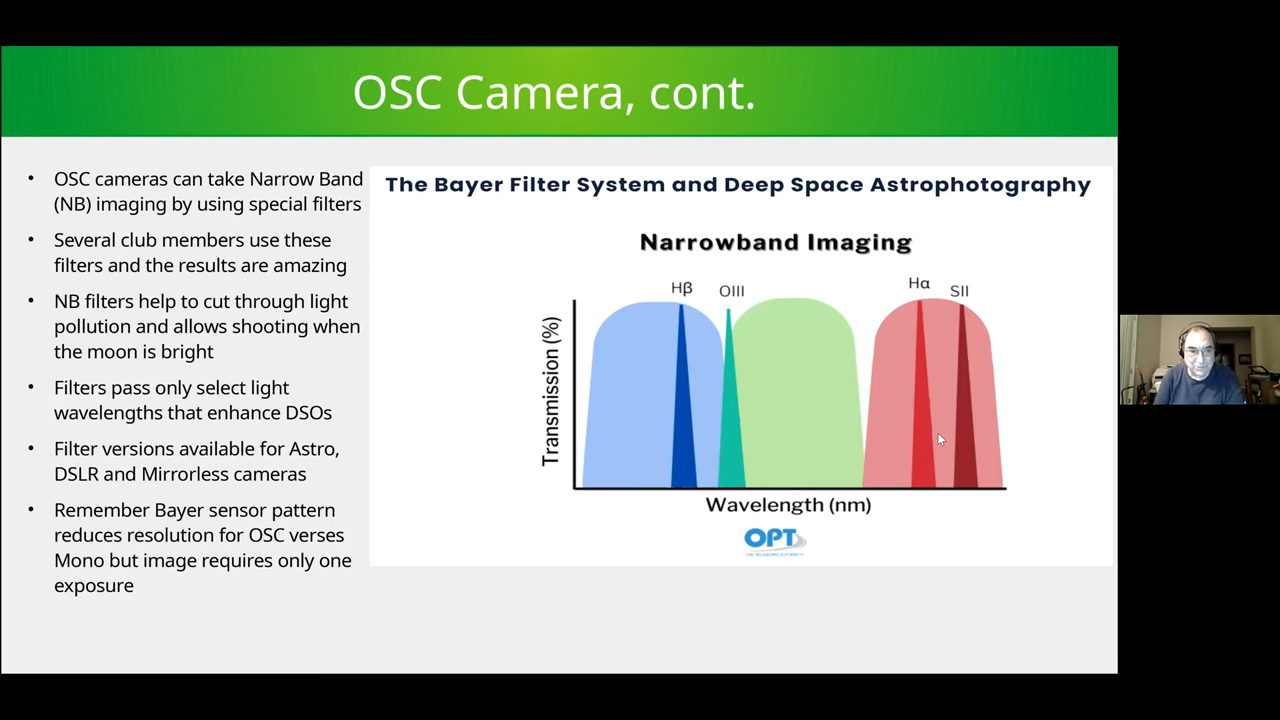 OSC Camera, cont.
• OSC cameras can take Narrow Band
(NB) imaging by using special filters
• Several club members use these
filters and the results are amazing
• NB filters help to cut through light
pollution and allows shooting when
the moon is bright
• Filters pass only select light
wavelengths that enhance DSOs
• Filter versions available for Astro,
DSLR and Mirrorless cameras
• Remember Bayer sensor pattern
reduces resolution for OSC verses
Mono but image requires only one
exposure
The Bayer Filter System and Deep Space Astrophotography
Narrowband Imaging
Hβ OIII Hα SII
Transmission (%)
Wavelength (nm)
OPT